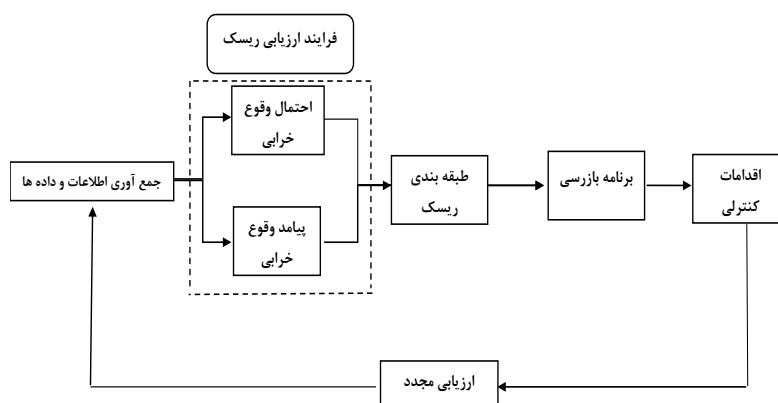 فرایند ارزیابی ریسک
احتمال وقوع
خرابی
جمع آوری اطلاعات و داده ها
پیامد وقوع
خرابی
طبقه بندی
ریسک
برنامه بازرسی
اقدامات
کنترلی
ارزیابی مجدد